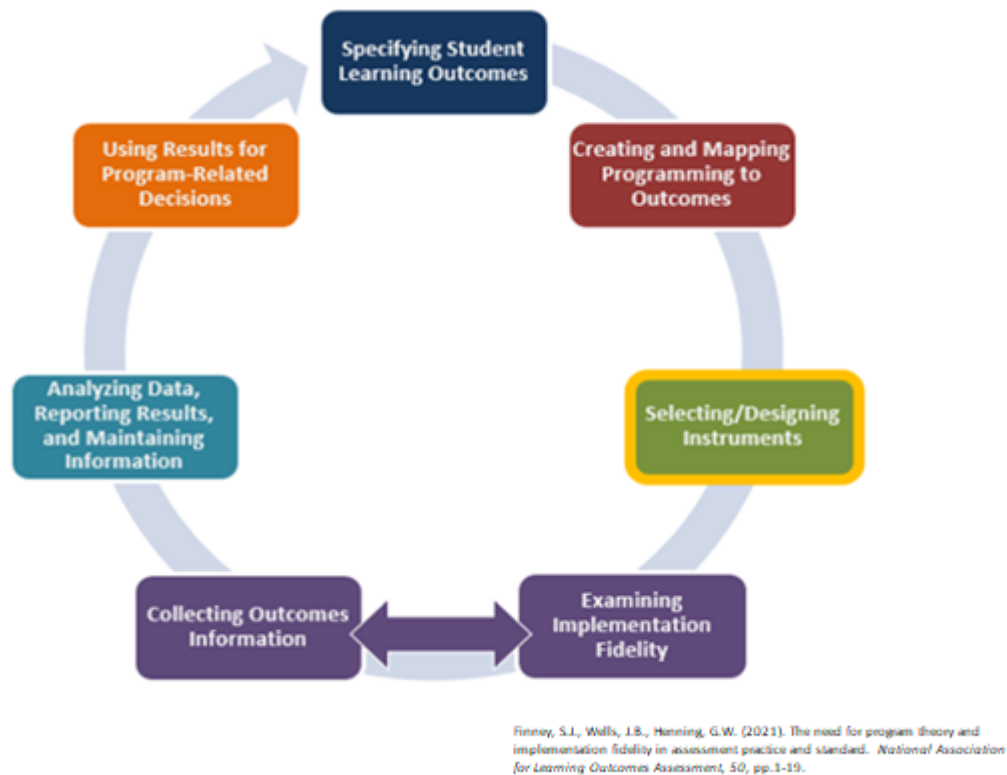 Specifying Student
Learning Outcomes
Creating and Mapping
Programming to
Outcomes
Selecting/Designing
Instruments
Examining
Implementation
Fidelity
Collecting Outcomes
Information
Analyzing Data,
Reporting Results,
and Maintaining
Information
Using Results for
Program-Related
Decisions
Finney, S.J., Wells, J.B., Henning, G.W. (2021). The need for program theory and
implementation fidelity in assessment practice and standard. National Association
for Learning Outcomes Assessment, 50, pp.1-19.